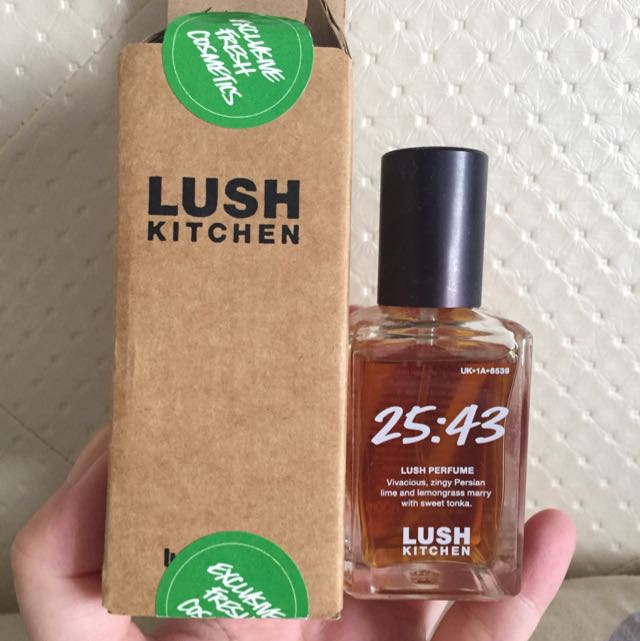 EXCLUSIVE
FRESH
COSMETICS
LUSH
KITCHEN
EXCLUSIVE
FRESH
COSMETICS
UK•1A•6539
25:43
LUSH PERFUME
Vivacious, zingy Persian
lime and lemongrass marry
with sweet tonka.
LUSH
KITCHEN